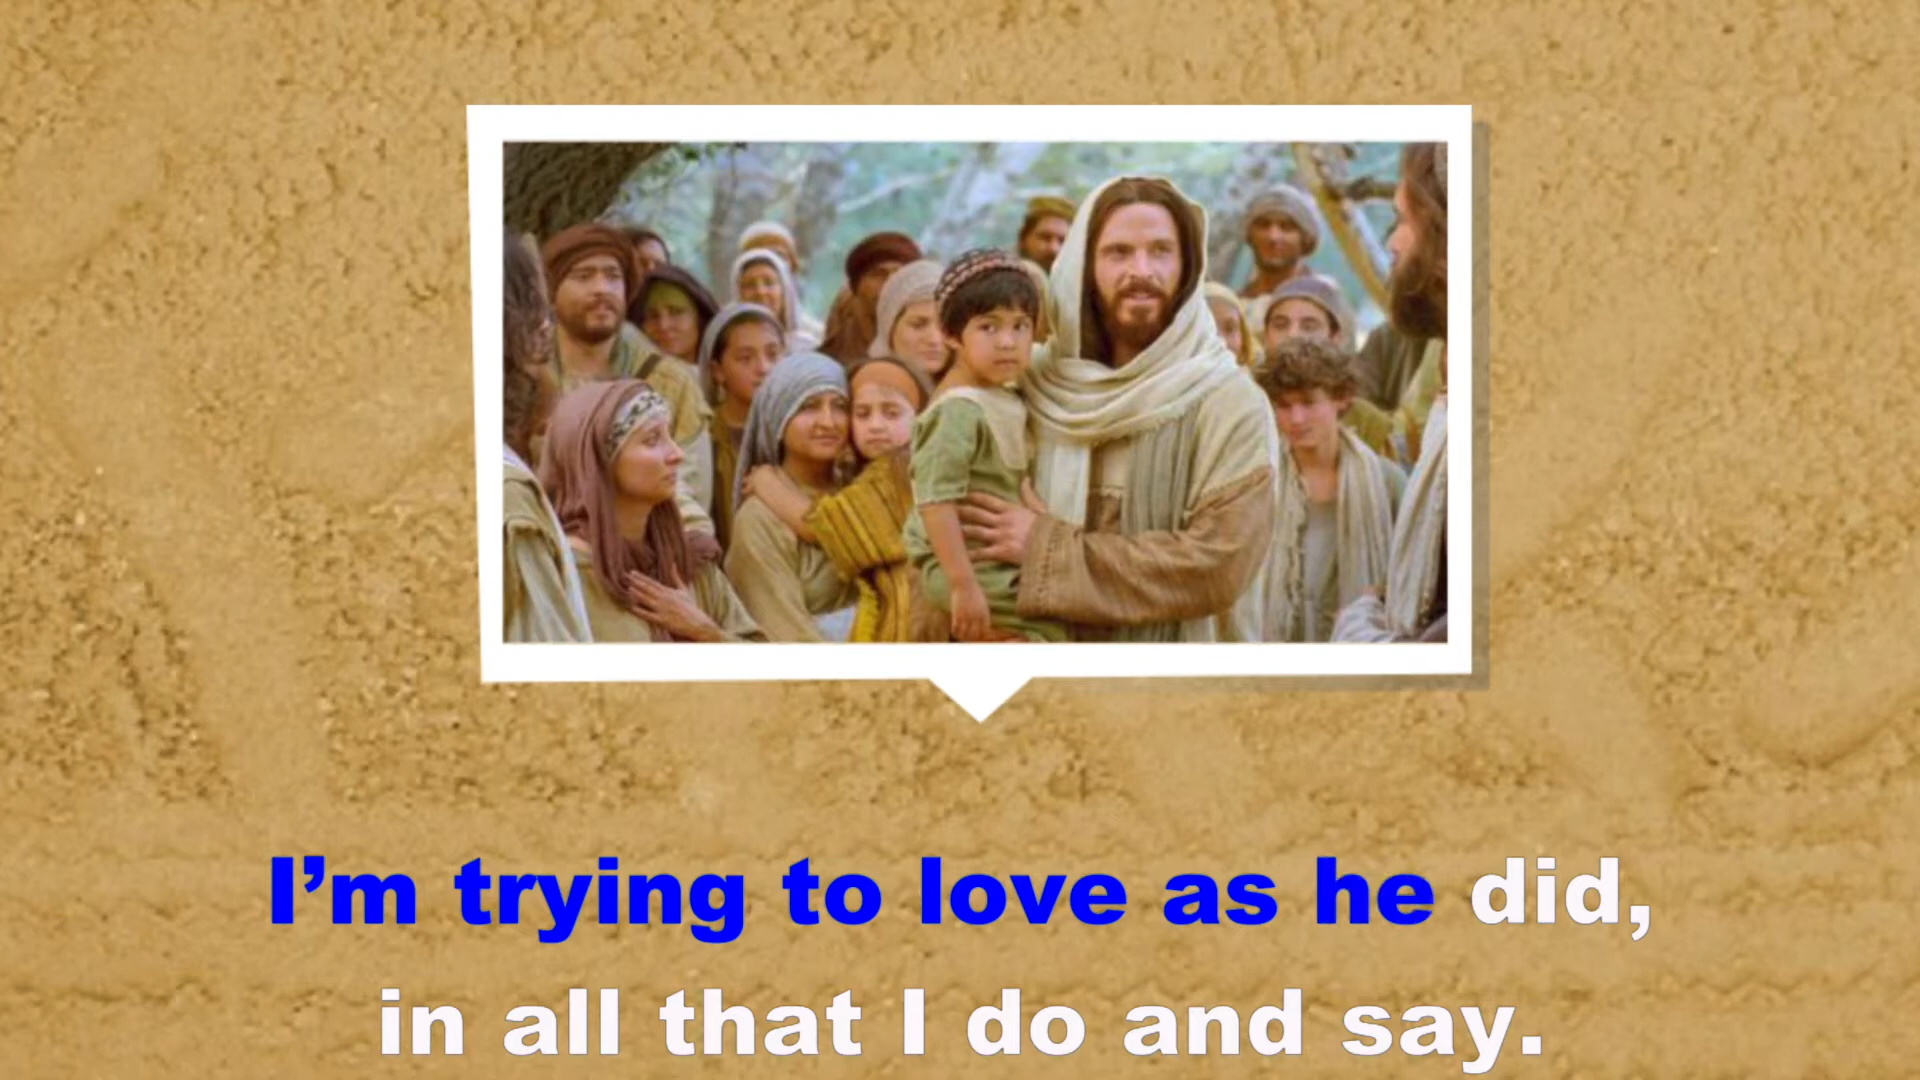 I’m trying to love as he did,
in all that I do and say.